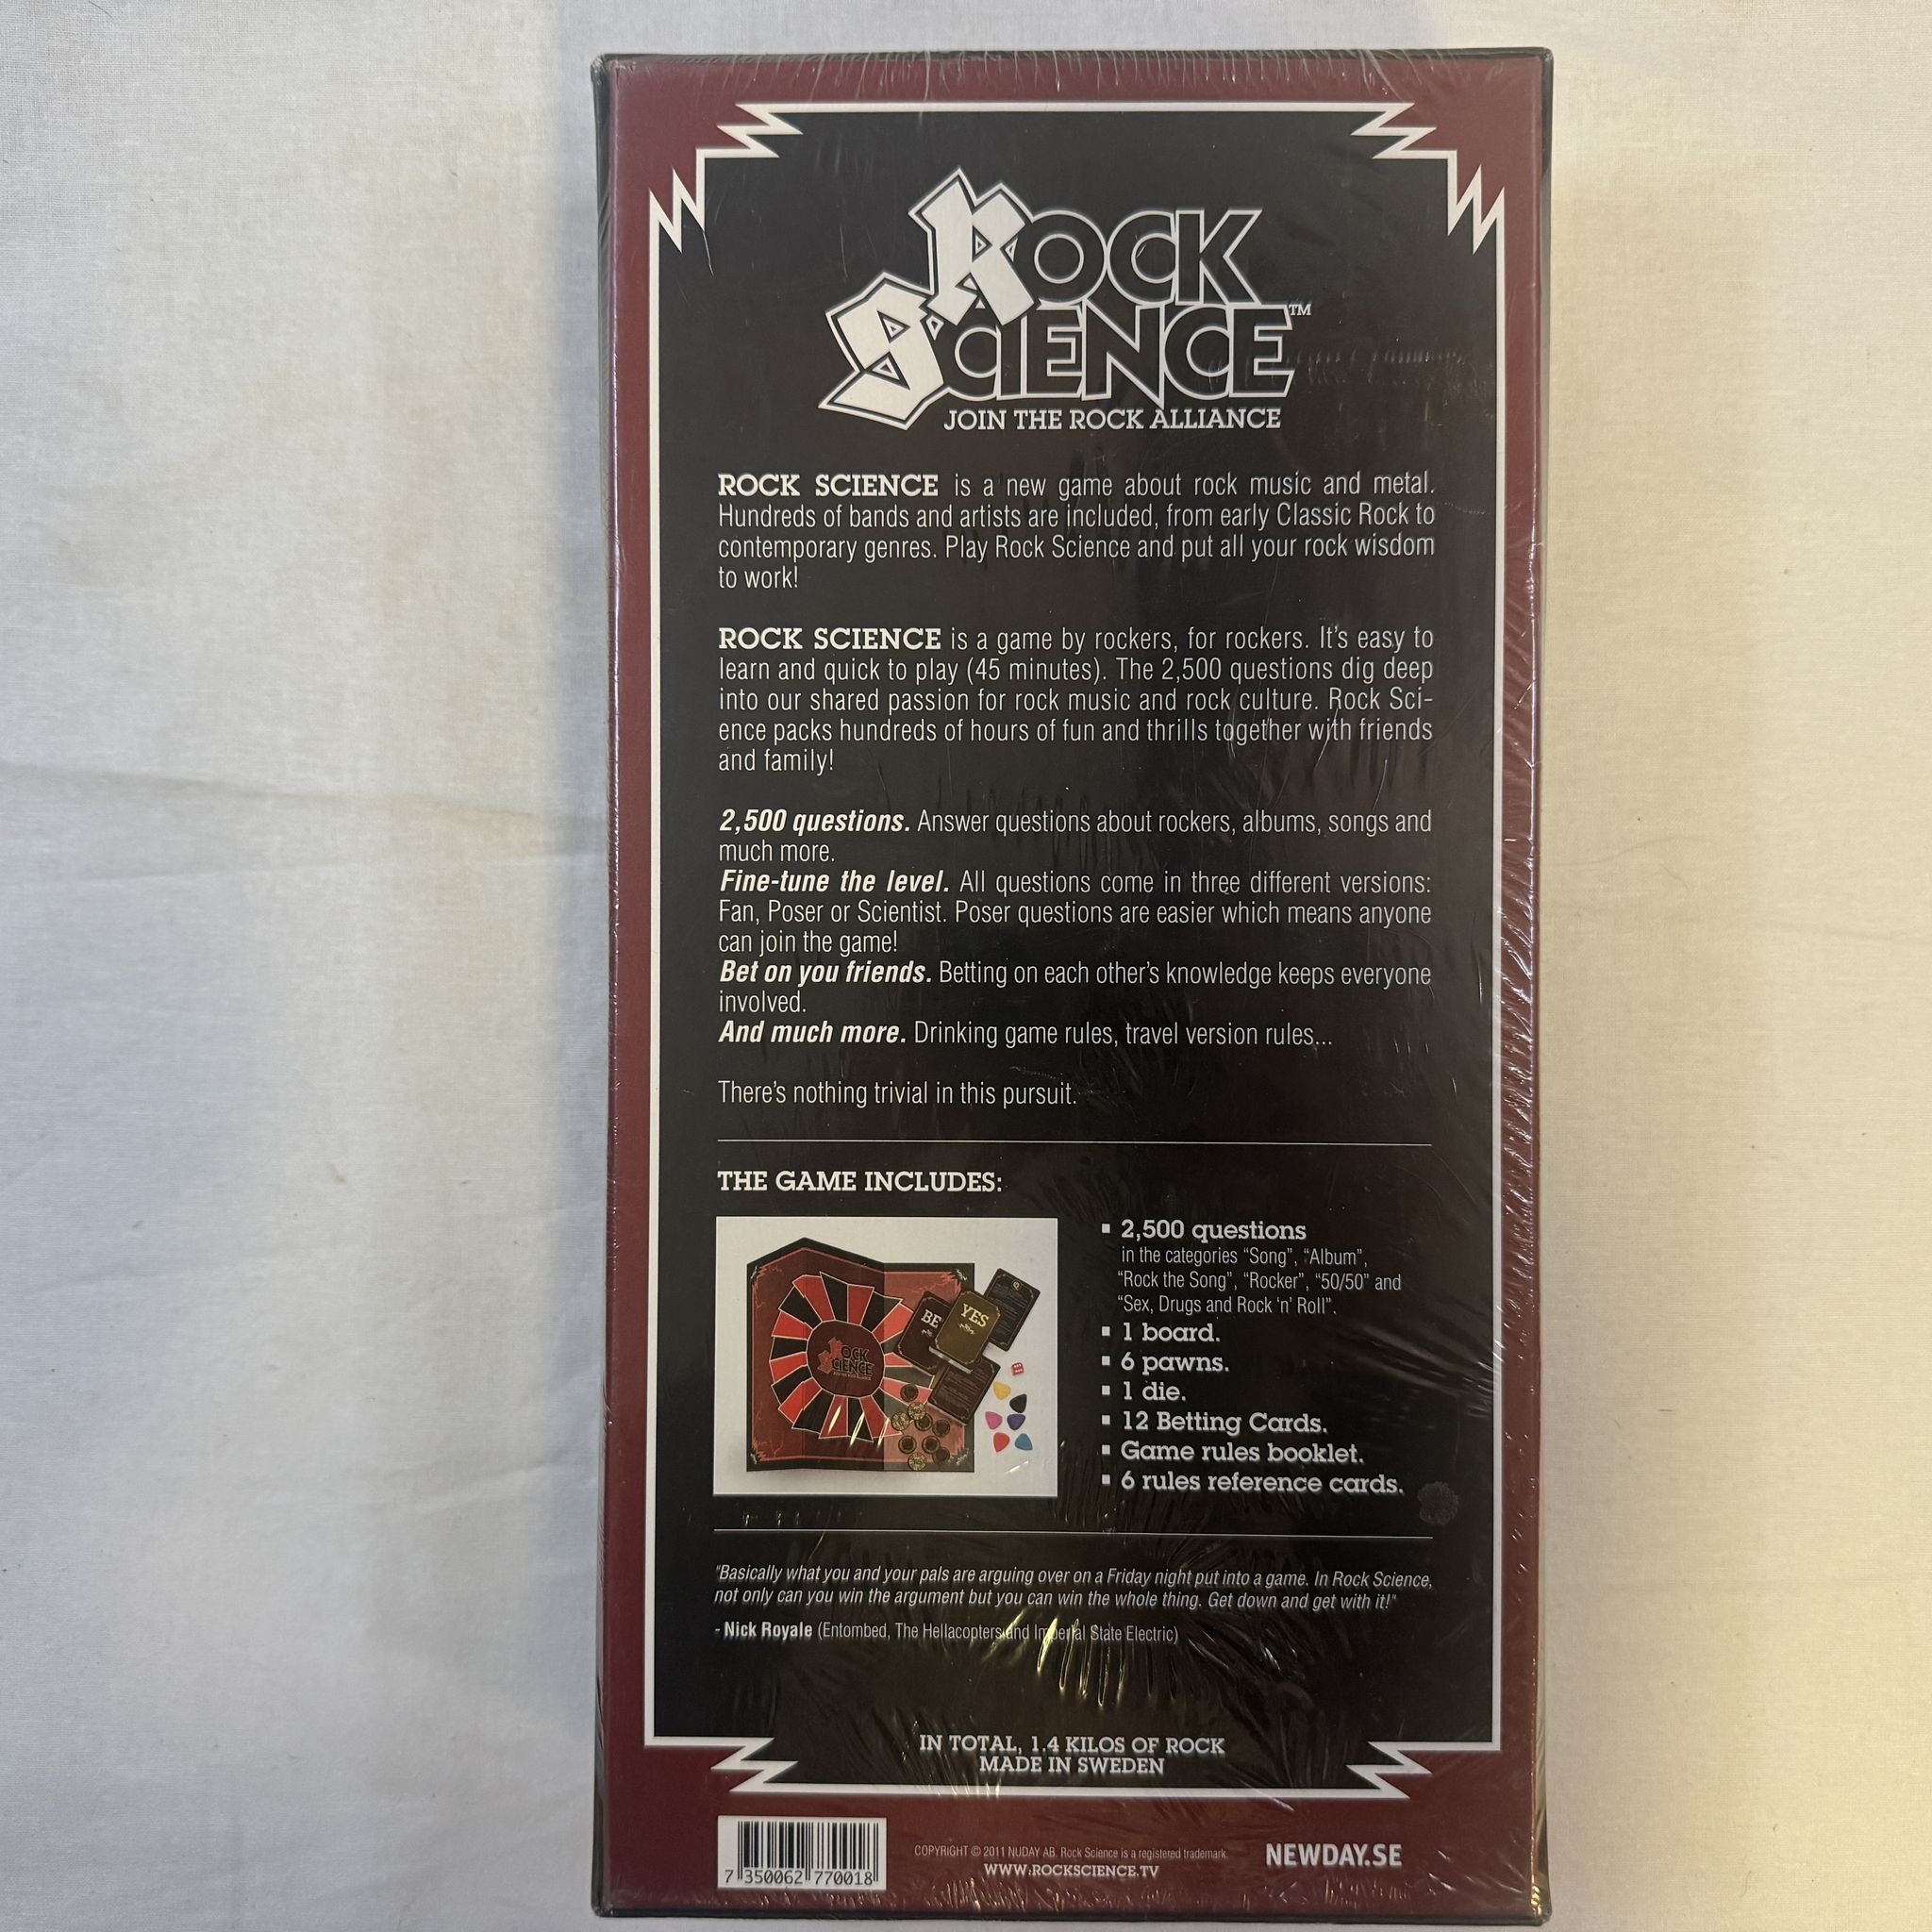 ROCK
SCIENCE™
JOIN THE ROCK ALLIANCE
ROCK SCIENCE is a new game about rock music and metal.
Hundreds of bands and artists are included, from early Classic Rock to
contemporary genres. Play Rock Science and put all your rock wisdom
to work!
ROCK SCIENCE is a game by rockers, for rockers. It's easy to
learn and quick to play (45 minutes). The 2,500 questions dig deep
into our shared passion for rock music and rock culture. Rock Sci-
ence packs hundreds of hours of fun and thrills together with friends
and family!
2,500 questions. Answer questions about rockers, albums, songs and
much more.
Fine-tune the level. All questions come in three different versions:
Fan, Poser or Scientist. Poser questions are easier which means anyone
can join the game!
Bet on you friends. Betting on each other's knowledge keeps everyone
involved.
And much more. Drinking game rules, travel version rules...
There's nothing trivial in this pursuit.
THE GAME INCLUDES:
BE
YES
ROCK
SCIENCE
▪ 2,500 questions
in the categories "Song", "Album",
"Rock the Song", "Rocker", "50/50" and
"Sex, Drugs and Rock 'n' Roll".
▪ 1 board.
▪ 6 pawns.
▪ 1 die.
▪ 12 Betting Cards.
▪ Game rules booklet.
▪ 6 rules reference cards.
"Basically what you and your pals are arguing over on a Friday night put into a game. In Rock Science,
not only can you win the argument but you can win the whole thing. Get down and get with it!"
- Nick Royale (Entombed, The Hellacopters and Imperial State Electric)
IN TOTAL, 1.4 KILOS OF ROCK
MADE IN SWEDEN
7 350062 770018
COPYRIGHT © 2011 NUDAY AB. Rock Science is a registered trademark.
WWW.ROCKSCIENCE.TV
NEWDAY.SE